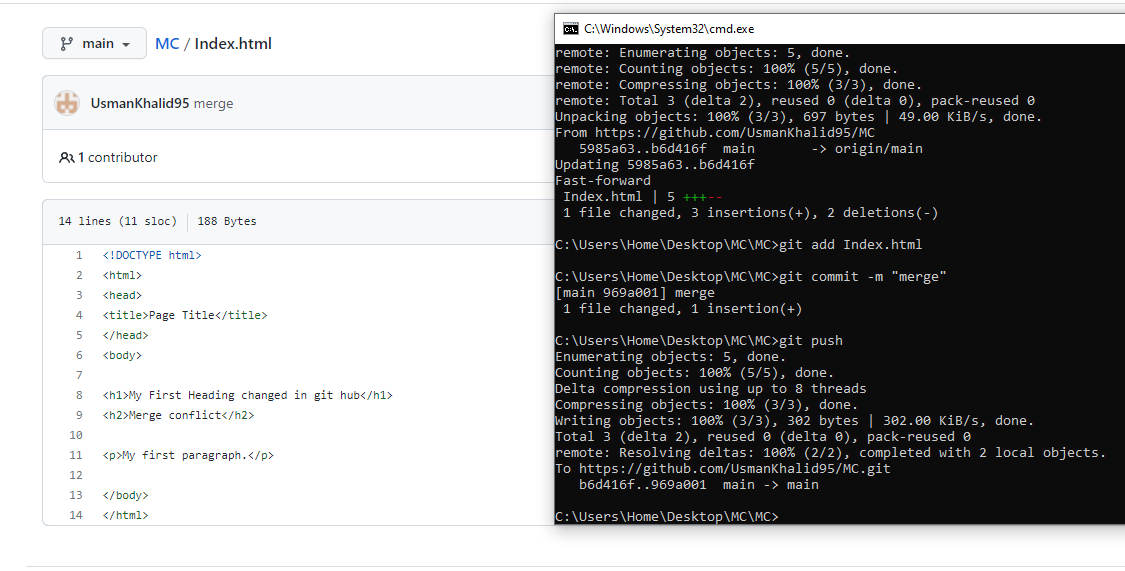 main
MC / Index.html
UsmanKhalid95 merge
1 contributor
14 lines (11 sloc) 188 Bytes
1 <!DOCTYPE html>
2 <html>
3 <head>
4 <title>Page Title</title>
5 </head>
6 <body>
7
8 <h1>My First Heading changed in git hub</h1>
9 <h2>Merge conflict</h2>
10
11 <p>My first paragraph.</p>
12
13 </body>
14 </html>
C:\Windows\System32\cmd.exe
remote: Enumerating objects: 5, done.
remote: Counting objects: 100% (5/5), done.
remote: Compressing objects: 100% (3/3), done.
remote: Total 3 (delta 2), reused 0 (delta 0), pack-reused 0
Unpacking objects: 100% (3/3), 697 bytes | 49.00 KiB/s, done.
From https://github.com/UsmanKhalid95/MC
   5985a63..b6d416f  main       -> origin/main
Updating 5985a63..b6d416f
Fast-forward
 Index.html | 5 +++--
 1 file changed, 3 insertions(+), 2 deletions(-)
C:\Users\Home\Desktop\MC\MC>git add Index.html
C:\Users\Home\Desktop\MC\MC>git commit -m "merge"
[main 969a001] merge
 1 file changed, 1 insertion(+)
C:\Users\Home\Desktop\MC\MC>git push
Enumerating objects: 5, done.
Counting objects: 100% (5/5), done.
Delta compression using up to 8 threads
Compressing objects: 100% (3/3), done.
Writing objects: 100% (3/3), 302 bytes | 302.00 KiB/s, done.
Total 3 (delta 2), reused 0 (delta 0), pack-reused 0
remote: Resolving deltas: 100% (2/2), completed with 2 local objects.
To https://github.com/UsmanKhalid95/MC.git
   b6d416f..969a001  main -> main
C:\Users\Home\Desktop\MC\MC>